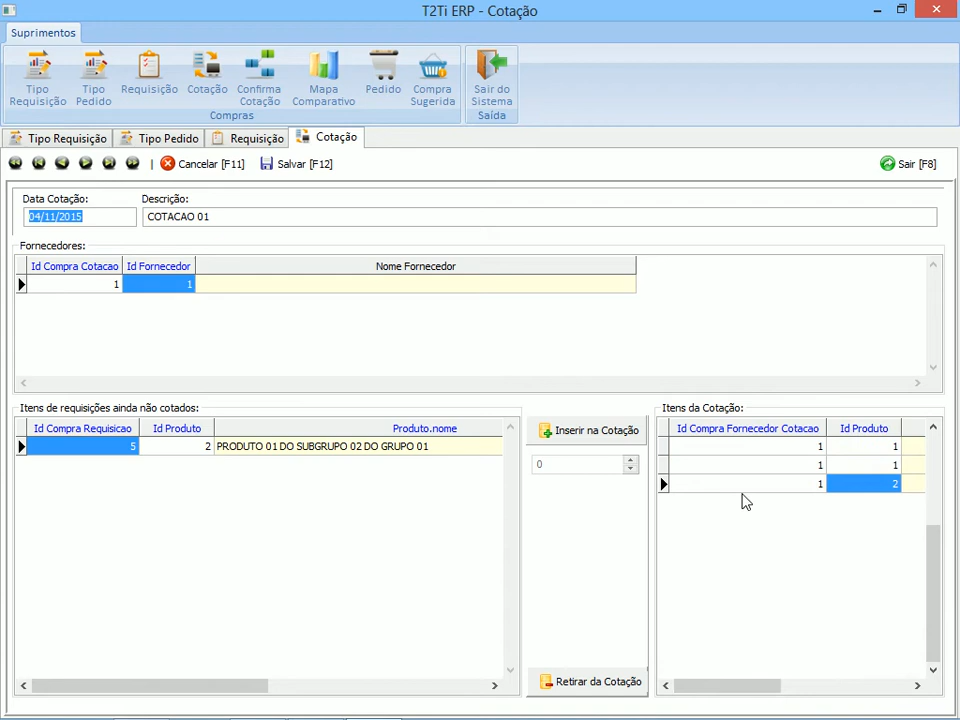 T2Ti ERP - Cotação
Suprimentos
Tipo Requisição
Tipo Pedido
Requisição
Cotação
Confirma Cotação
Mapa Comparativo
Pedido
Compra Sugerida
Sair do Sistema
Compras
Saída
Tipo Requisição
Tipo Pedido
Requisição
Cotação
Cancelar [F11]
Salvar [F12]
Sair [F8]
Data Cotação:
Descrição:
04/11/2015
COTACAO 01
Fornecedores:
Id Compra Cotacao
Id Fornecedor
Nome Fornecedor
1
1
Itens de requisições ainda não cotados:
Itens da Cotação:
Id Compra Requisicao
Id Produto
Produto.nome
5
2
PRODUTO 01 DO SUBGRUPO 02 DO GRUPO 01
Inserir na Cotação
0
Retirar da Cotação
Id Compra Fornecedor Cotacao
Id Produto
1 1
1 1
1 2